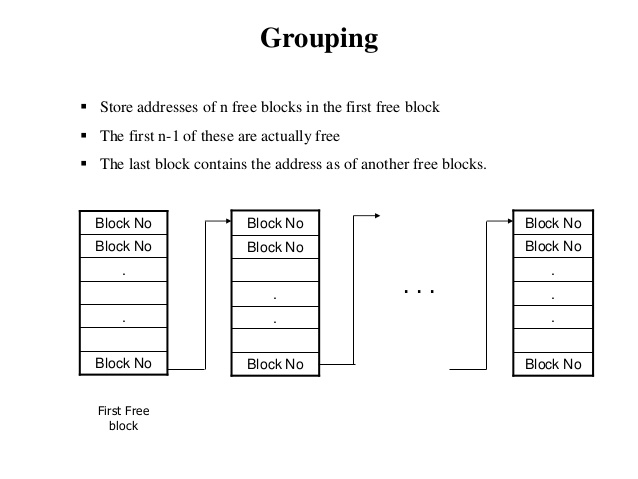 Grouping
▪ Store addresses of n free blocks in the first free block
▪ The first n-1 of these are actually free
▪ The last block contains the address as of another free blocks.
Block No
Block No
.
.
Block No
First Free
block
Block No
Block No
.
.
Block No
. . .
Block No
Block No
.
.
.
Block No